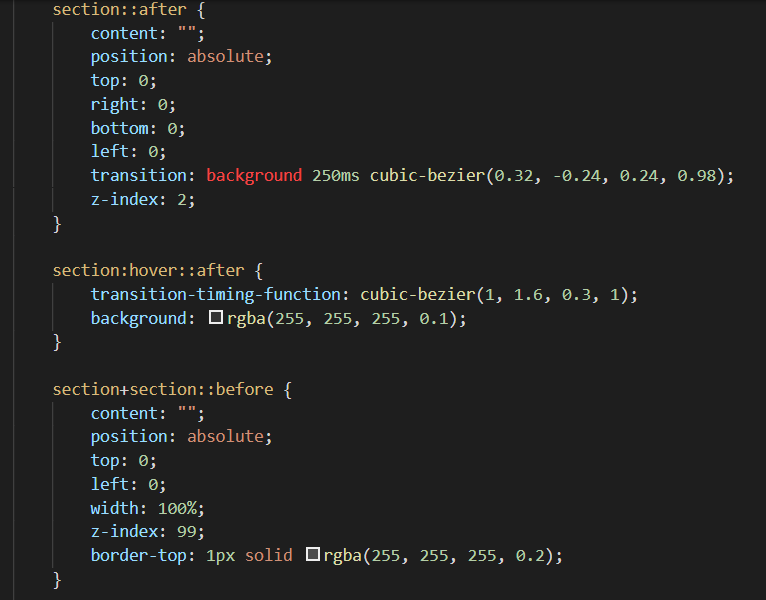 section::after {
content: "";
position: absolute;
top: 0;
right: 0;
bottom: 0;
left: 0;
transition: background 250ms cubic-bezier(0.32, -0.24, 0.24, 0.98);
z-index: 2;
}
section:hover::after {
transition-timing-function: cubic-bezier(1, 1.6, 0.3, 1);
background: rgba(255, 255, 255, 0.1);
}
section+section::before {
content: "";
position: absolute;
top: 0;
left: 0;
width: 100%;
z-index: 99;
border-top: 1px solid rgba(255, 255, 255, 0.2);
}